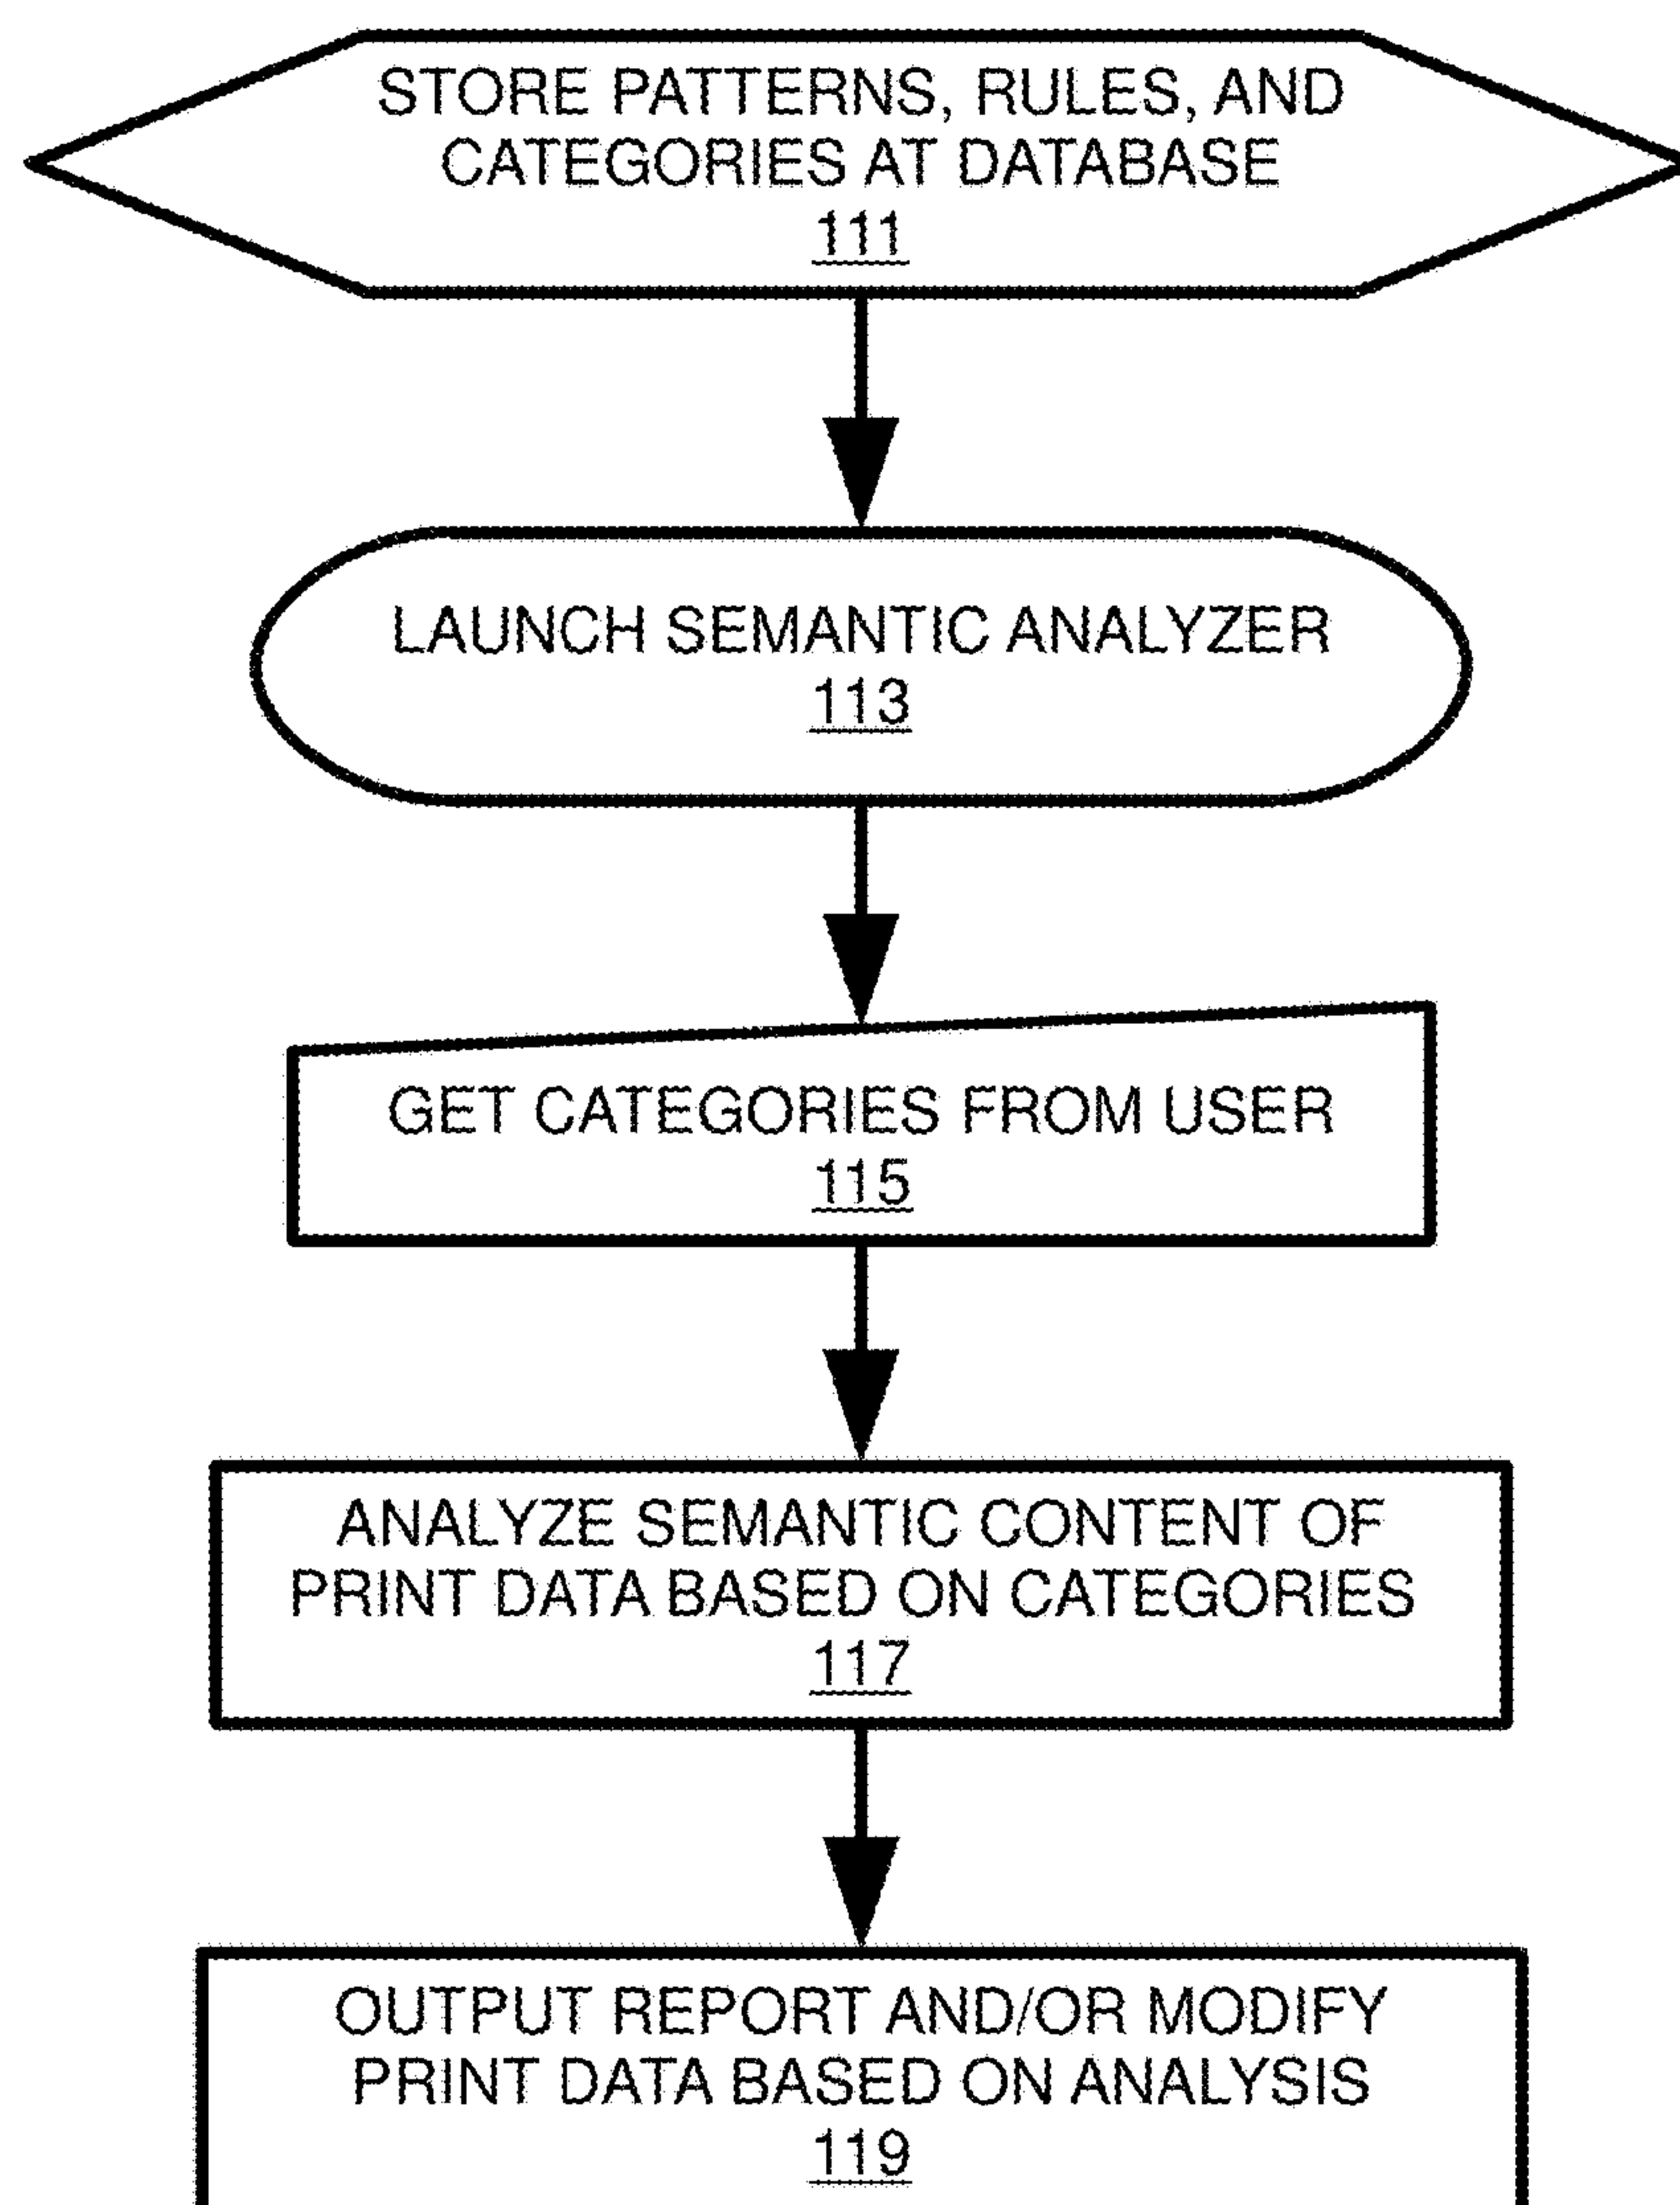 STORE PATTERNS, RULES, AND
CATEGORIES AT DATABASE
111
LAUNCH SEMANTIC ANALYZER
113
GET CATEGORIES FROM USER
115
ANALYZE SEMANTIC CONTENT OF
PRINT DATA BASED ON CATEGORIES
117
OUTPUT REPORT AND/OR MODIFY
PRINT DATA BASED ON ANALYSIS
119